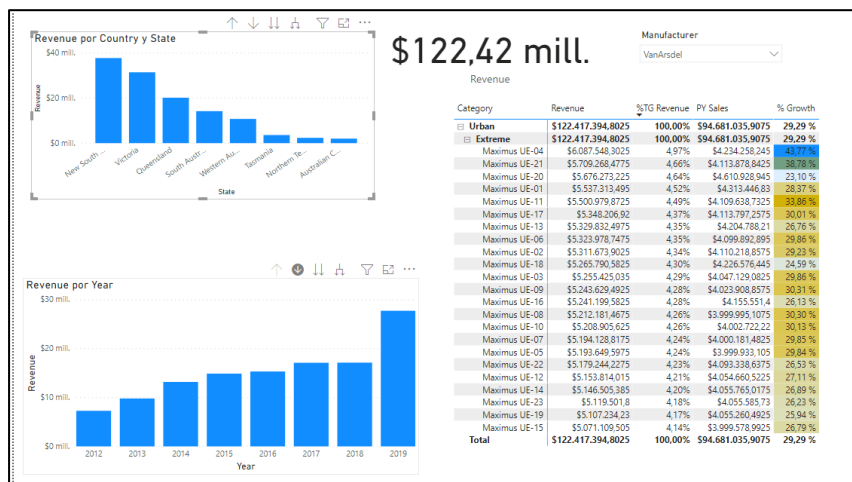 Revenue por Country y State
$40 mill.
$20 mill.
$0 mill.
Revenue
New South ...
Victoria
Queensland
South Austr...
Western Au...
Tasmania
Northern Te...
Australian C...
State
$122,42 mill.
Revenue
Manufacturer
VanArsdel
Revenue por Year
$30 mill.
$20 mill.
$10 mill.
$0 mill.
Revenue
2012 2013 2014 2015 2016 2017 2018 2019
Year
Category Revenue %TG Revenue PY Sales % Growth
Urban $122.417.394,8025 100,00% $94.681.035,9075 29,29 %
Extreme $122.417.394,8025 100,00% $94.681.035,9075 29,29 %
Maximus UE-04 $6.087.548,3025 4,97% $4.234.258,245 43,77 %
Maximus UE-21 $5.709.268,4775 4,66% $4.113.878,8425 38,78 %
Maximus UE-20 $5.676.273,225 4,64% $4.610.928,945 23,10 %
Maximus UE-01 $5.537.313,495 4,52% $4.313.446,83 28,37 %
Maximus UE-11 $5.500.979,8725 4,49% $4.109.638,7325 33,86 %
Maximus UE-17 $5.348.206,92 4,37% $4.113.797,2575 30,01 %
Maximus UE-13 $5.329.832,4975 4,35% $4.204.788,21 26,76 %
Maximus UE-06 $5.323.978,7475 4,35% $4.099.892,895 29,86 %
Maximus UE-02 $5.311.673,9025 4,34% $4.110.218,8575 29,23 %
Maximus UE-18 $5.265.790,5825 4,30% $4.226.576,445 24,59 %
Maximus UE-03 $5.255.425,035 4,29% $4.047.129,0825 29,86 %
Maximus UE-09 $5.243.629,4925 4,28% $4.023.908,8575 30,31 %
Maximus UE-16 $5.241.199,5825 4,28% $4.155.551,4 26,13 %
Maximus UE-08 $5.212.181,4675 4,26% $3.999.995,1075 30,30 %
Maximus UE-10 $5.208.905,625 4,26% $4.002.722,22 30,13 %
Maximus UE-07 $5.194.128,8175 4,24% $4.000.181,4825 29,85 %
Maximus UE-05 $5.193.649,5975 4,24% $3.999.933,105 29,84 %
Maximus UE-22 $5.179.244,2275 4,23% $4.093.338,6375 26,53 %
Maximus UE-12 $5.153.814,015 4,21% $4.054.660,5225 27,11 %
Maximus UE-14 $5.146.505,385 4,20% $4.055.765,0175 26,89 %
Maximus UE-23 $5.119.501,8 4,18% $4.055.585,73 26,23 %
Maximus UE-19 $5.107.234,23 4,17% $4.055.260,4925 25,94 %
Maximus UE-15 $5.071.109,505 4,14% $3.999.578,9925 26,79 %
Total $122.417.394,8025 100,00% $94.681.035,9075 29,29 %